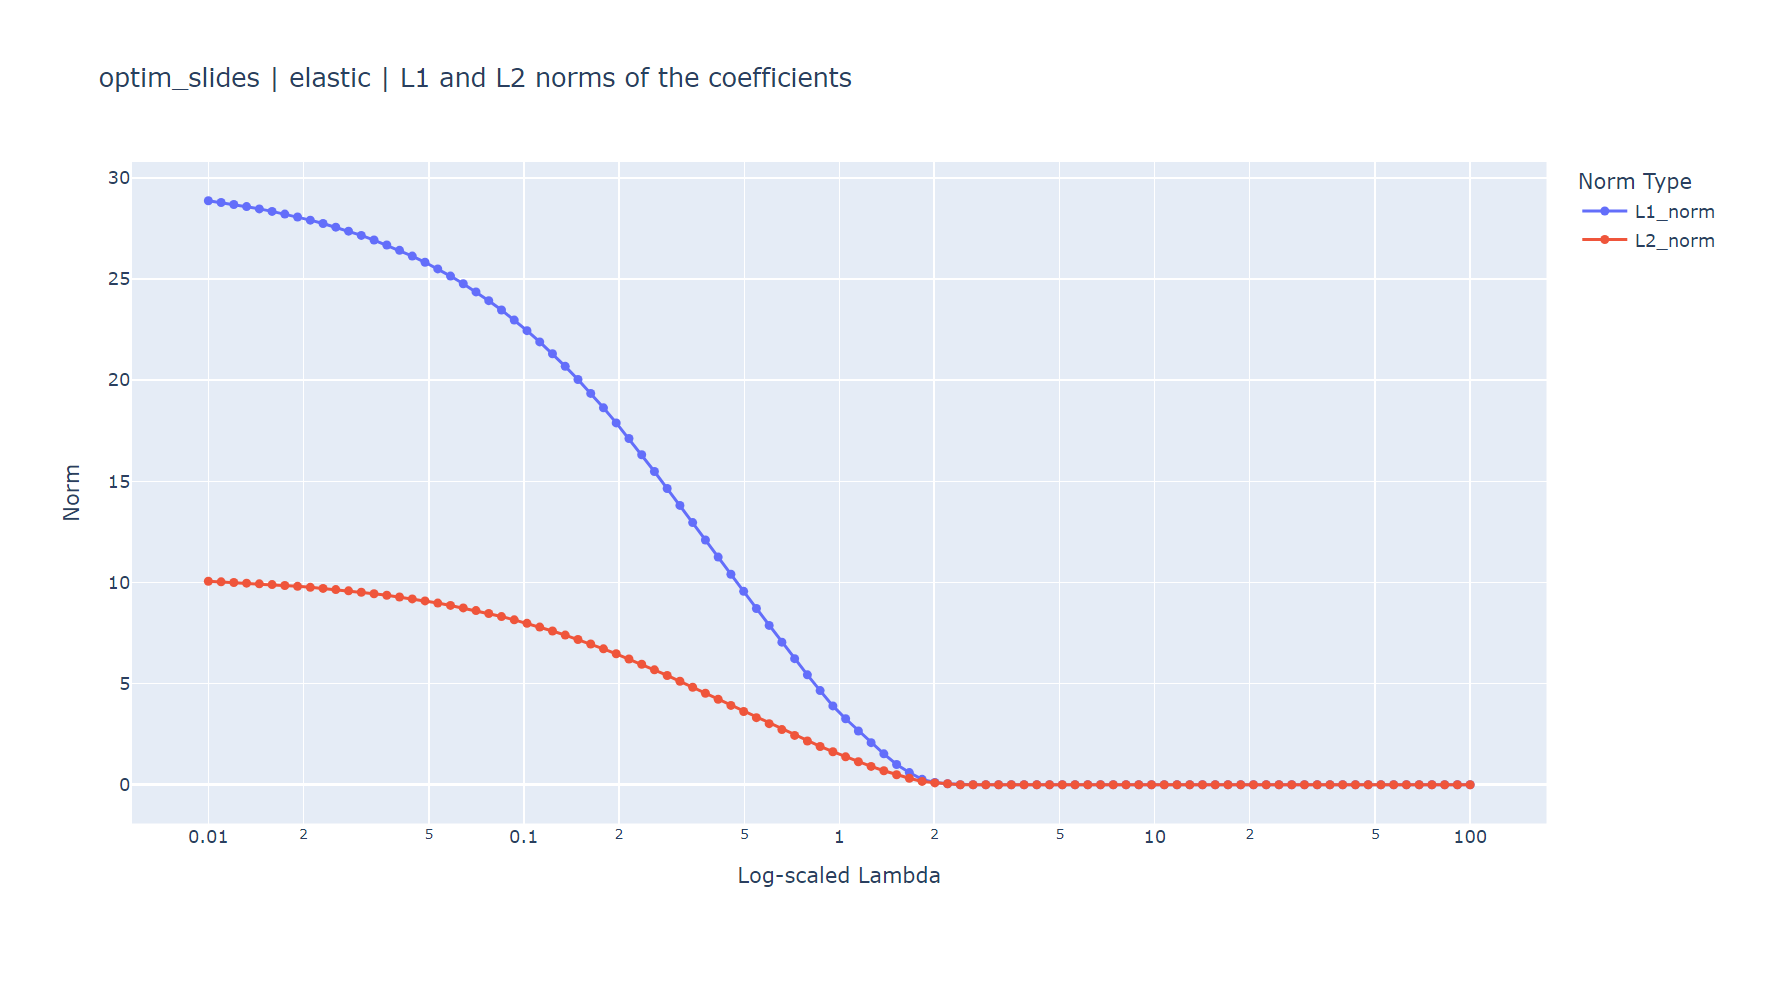 optim_slides | elastic | L1 and L2 norms of the coefficients
Norm Type
L1_norm
L2_norm
30
25
20
15
10
5
0
Norm
0.01 2 5 0.1 2 5 1 2 5 10 2 5 100
Log-scaled Lambda